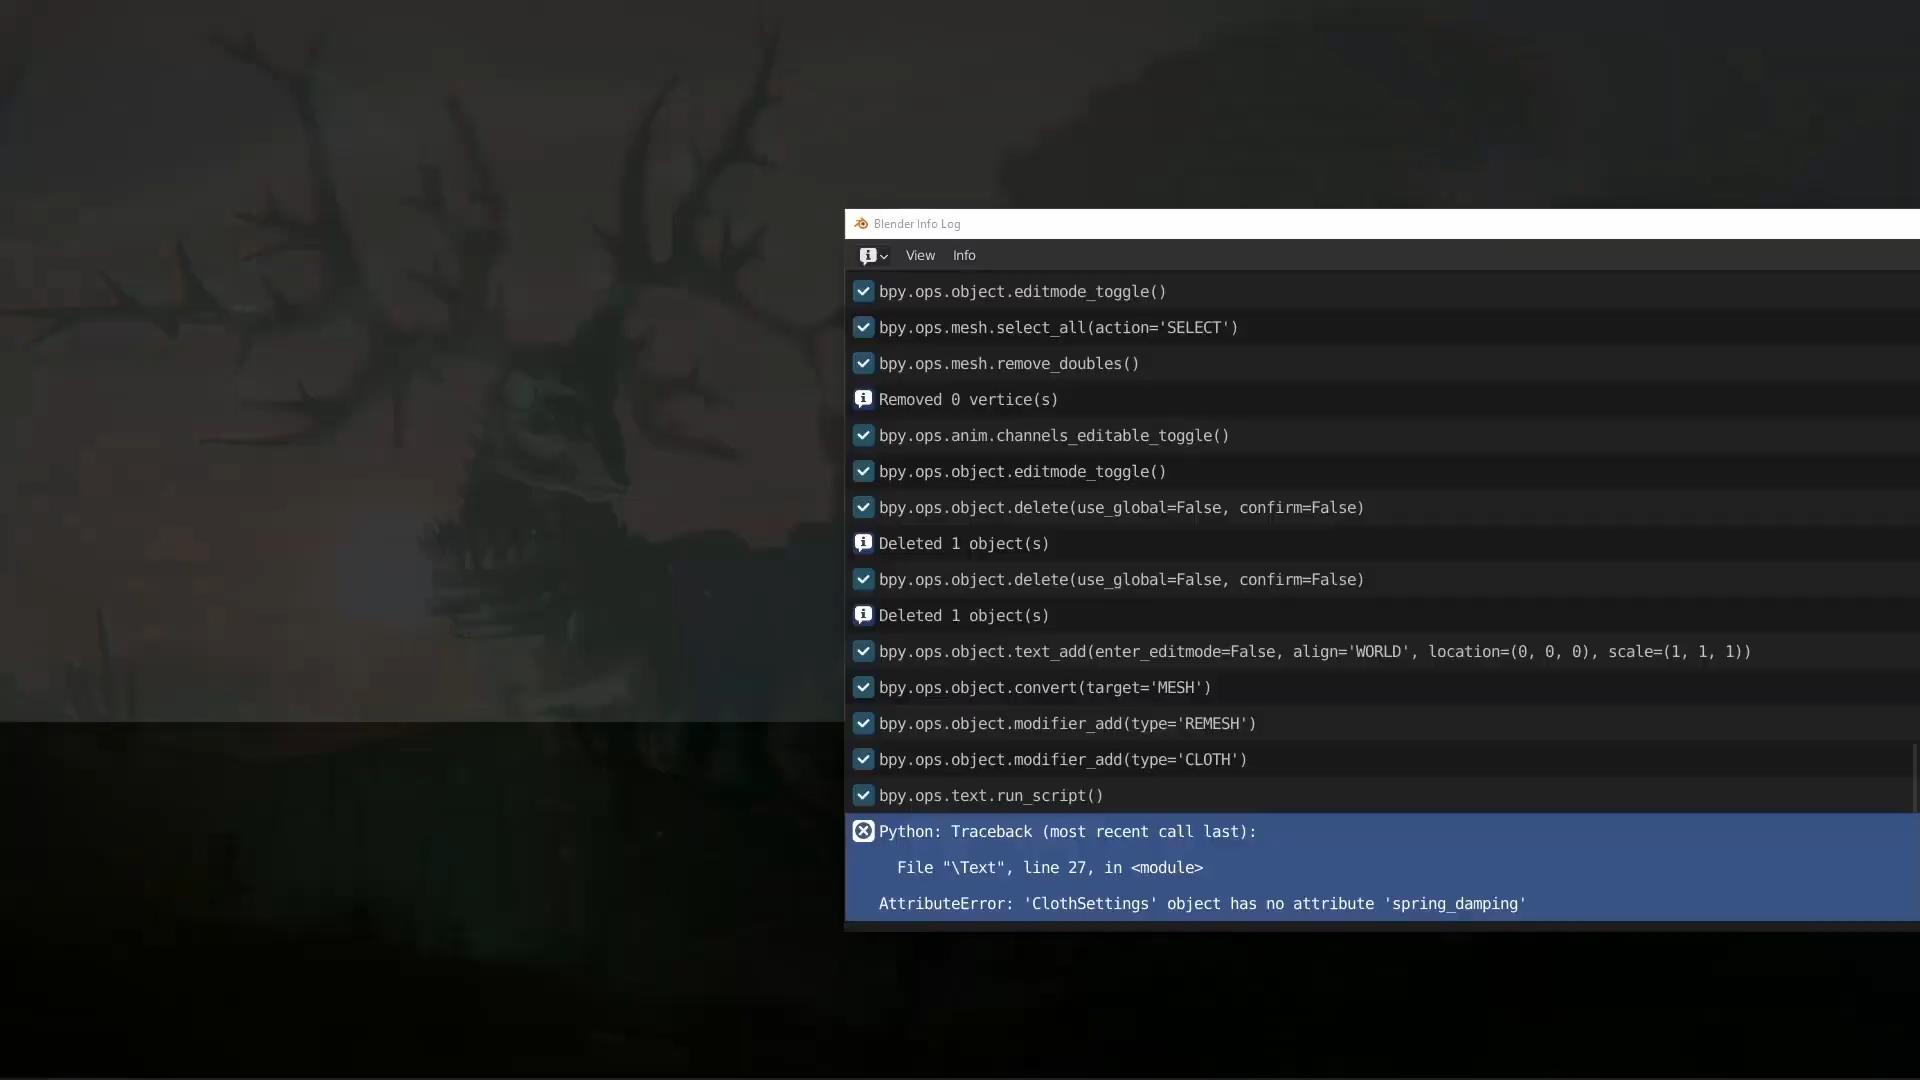 Blender Info Log
View Info
bpy.ops.object.editmode_toggle()
bpy.ops.mesh.select_all(action='SELECT')
bpy.ops.mesh.remove_doubles()
Removed 0 vertice(s)
bpy.ops.anim.channels_editable_toggle()
bpy.ops.object.editmode_toggle()
bpy.ops.object.delete(use_global=False, confirm=False)
Deleted 1 object(s)
bpy.ops.object.delete(use_global=False, confirm=False)
Deleted 1 object(s)
bpy.ops.object.text_add(enter_editmode=False, align='WORLD', location=(0, 0, 0), scale=(1, 1, 1))
bpy.ops.object.convert(target='MESH')
bpy.ops.object.modifier_add(type='REMESH')
bpy.ops.object.modifier_add(type='CLOTH')
bpy.ops.text.run_script()
Python: Traceback (most recent call last):
File "\Text", line 27, in <module>
AttributeError: 'ClothSettings' object has no attribute 'spring_damping'